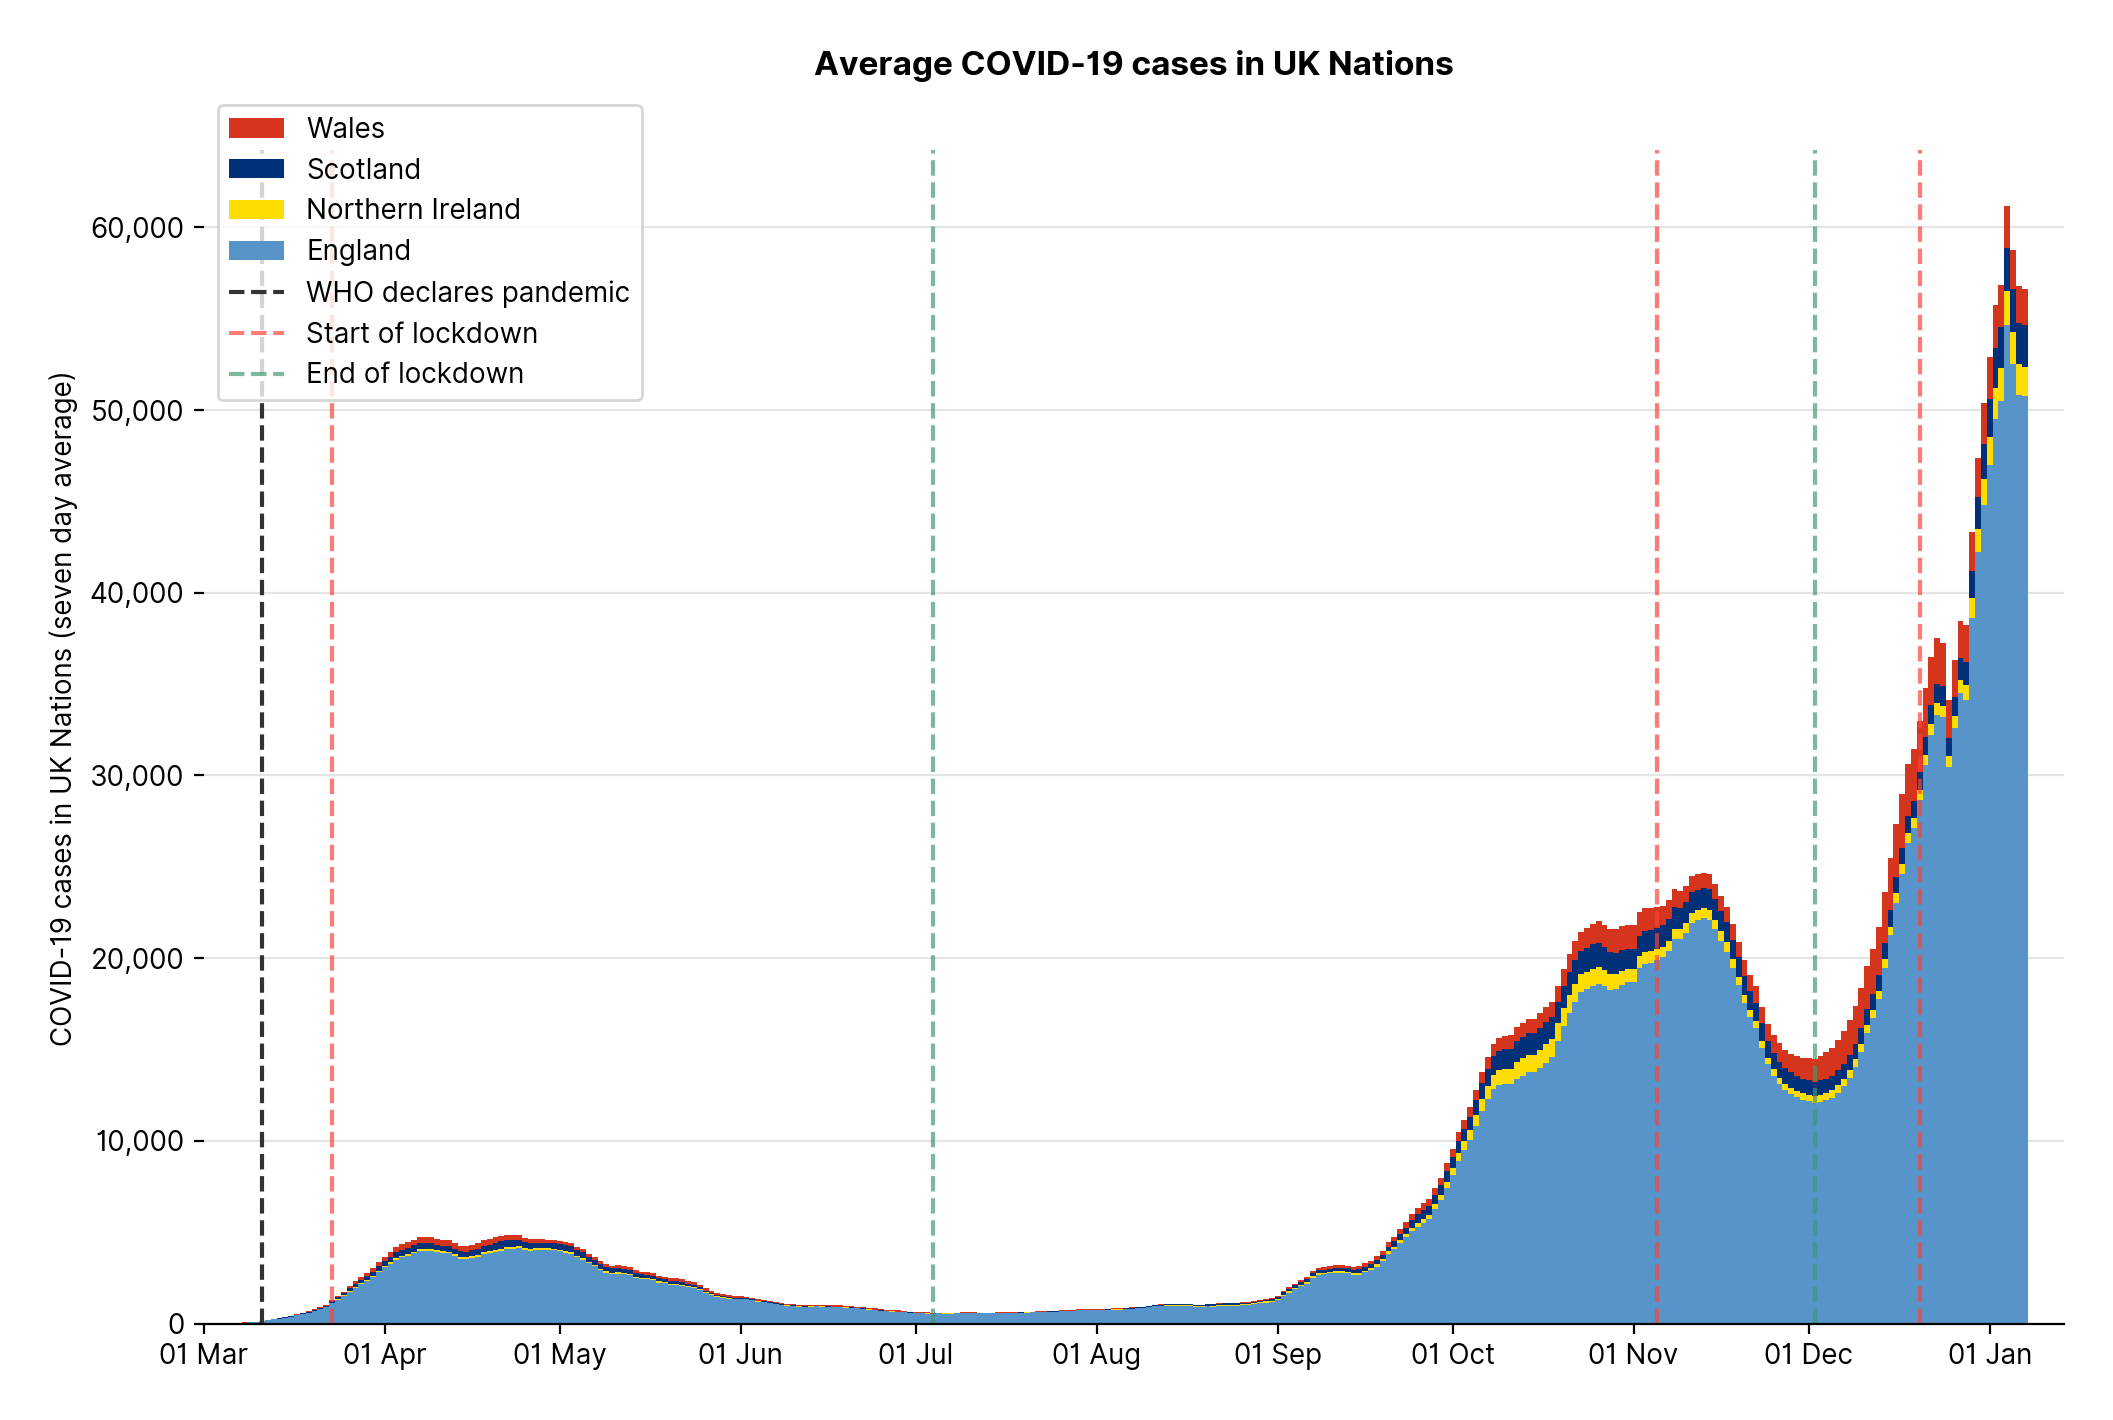 Average COVID-19 cases in UK Nations
Wales
Scotland
Northern Ireland
England
WHO declares pandemic
Start of lockdown
End of lockdown
COVID-19 cases in UK Nations (seven day average)
60,000
50,000
40,000
30,000
20,000
10,000
0
01 Mar 01 Apr 01 May 01 Jun 01 Jul 01 Aug 01 Sep 01 Oct 01 Nov 01 Dec 01 Jan